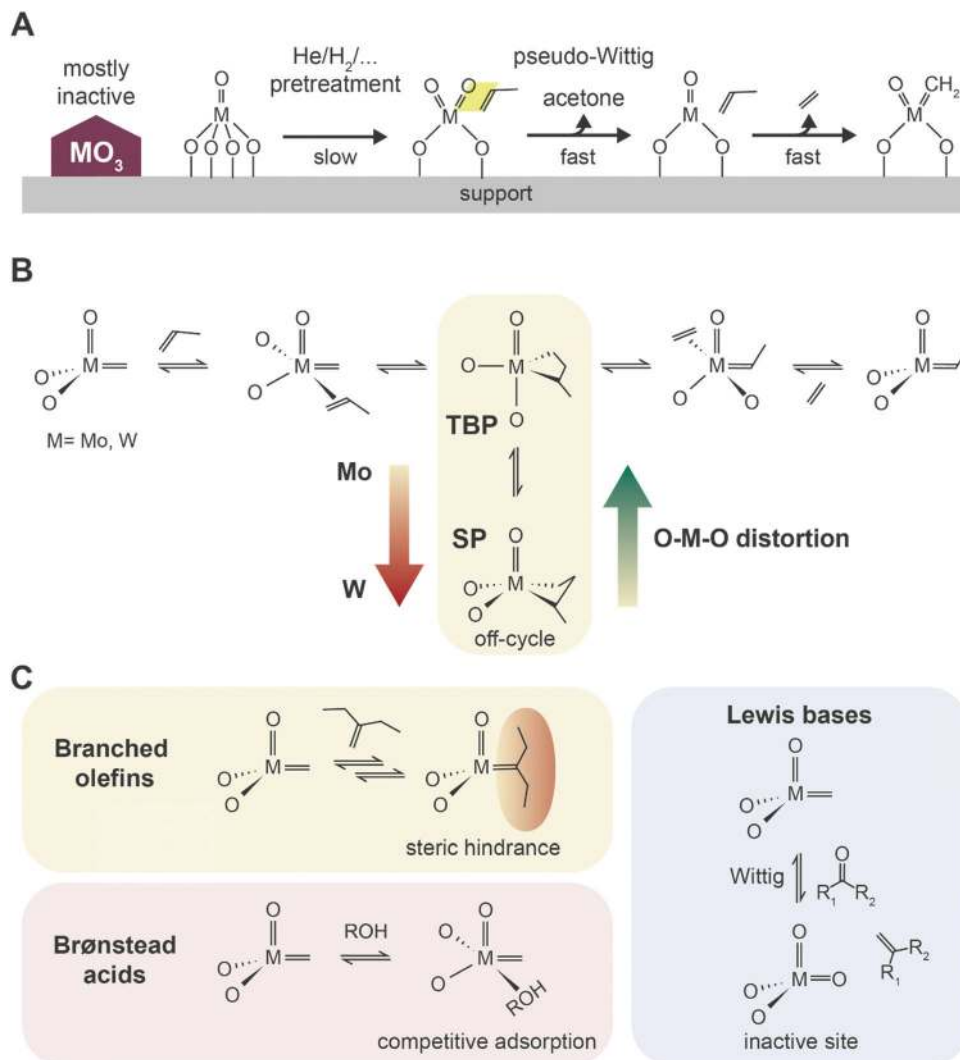 A
mostly
inactive
MO₃
O
M
O O O O
He/H₂/...
pretreatment
slow
O O
M
O O
pseudo-Wittig
acetone
fast
O
M
O O
fast
O CH₂
M
O O
support
B
O
O M
O
M= Mo, W
O
O M
O
O
O M
O
TBP
O
M
O O
O
O M
O
Mo
W
SP
O
O M
O
off-cycle
O-M-O distortion
C
Branched
olefins
O
O M
O
O
O M
O
steric hindrance
Brønstead
acids
O
O M
O
ROH
O
O M
O
ROH
competitive adsorption
Lewis bases
O
O M
O
Wittig
O
R₁ R₂
O
O M O
O
R₂
R₁
inactive site